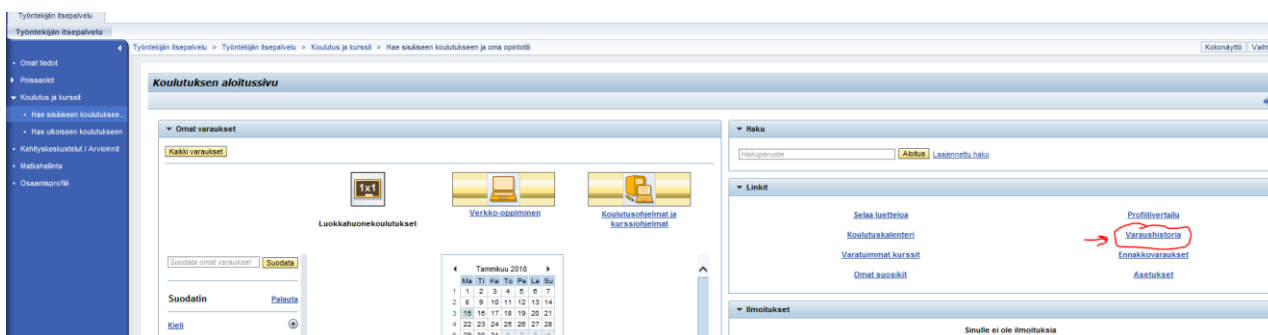 Työntekijän itsepalvelu
Työntekijän itsepalvelu
Työntekijän itsepalvelu > Työntekijän itsepalvelu > Koulutus ja kurssit > Hae sisäiseen koulutukseen ja oma opintotili
Kokonäyttö
Omat tiedot
Poissaolot
Koulutus ja kurssit
Hae sisäiseen koulutuksee...
Hae ulkoiseen koulutukseen
Kehityskeskustelut / Arvioinnit
Matkahallinta
Osaamisprofiili
Koulutuksen aloitussivu
Omat varaukset
Kaikki varaukset
1x1
Luokkahuonekoulutukset
Verkko-oppiminen
Koulutusohjelmat ja
kurssiohjelmat
Suodata omat varaukset Suodata
Suodatin Palauta
Kieli
Tammikuu 2018
Ma Ti Ke To Pe La Su
1 1 2 3 4 5 6 7
2 8 9 10 11 12 13 14
3 15 16 17 18 19 20 21
4 22 23 24 25 26 27 28
Haku
Hakuperuste Aloitus Laajennettu haku
Linkit
Selaa luetteloa Profiilivertailu
Koulutuskalenteri Varaushistoria
Varatuimmat kurssit Ennakkovaraukset
Omat suosikit Asetukset
Ilmoitukset
Sinulle ei ole ilmoituksia